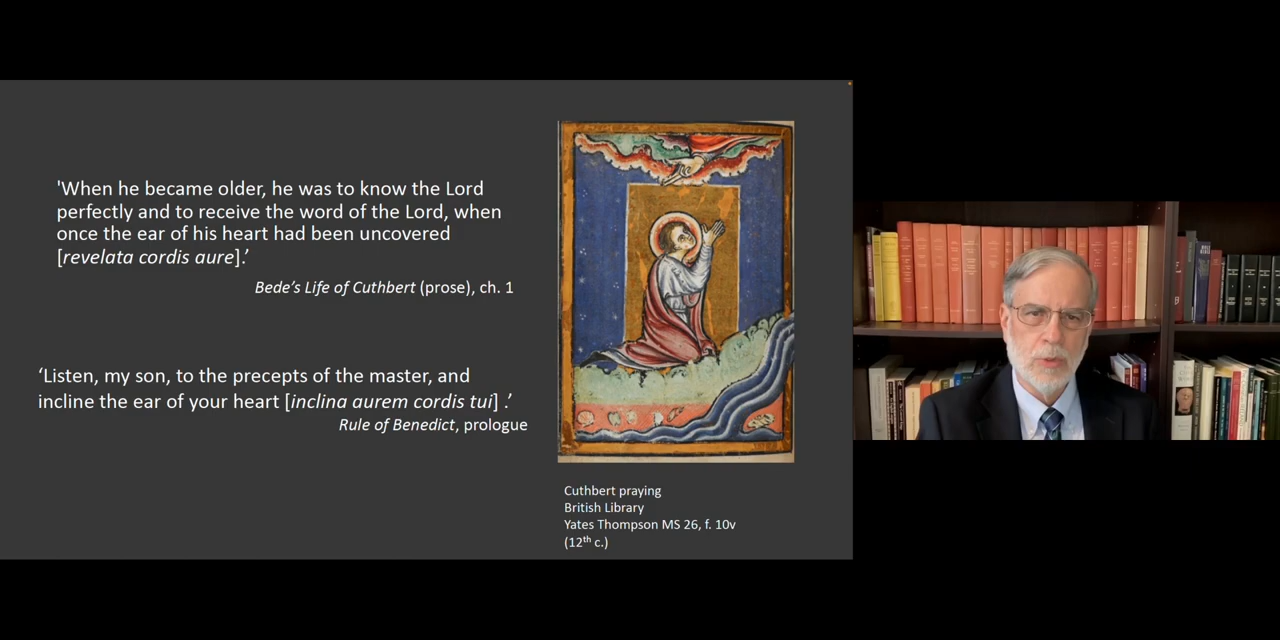 'When he became older, he was to know the Lord
perfectly and to receive the word of the Lord, when
once the ear of his heart had been uncovered
[revelata cordis aure].’
Bede’s Life of Cuthbert (prose), ch. 1
‘Listen, my son, to the precepts of the master, and
incline the ear of your heart [inclina aurem cordis tui] .’
Rule of Benedict, prologue
Cuthbert praying
British Library
Yates Thompson MS 26, f. 10v
(12th c.)